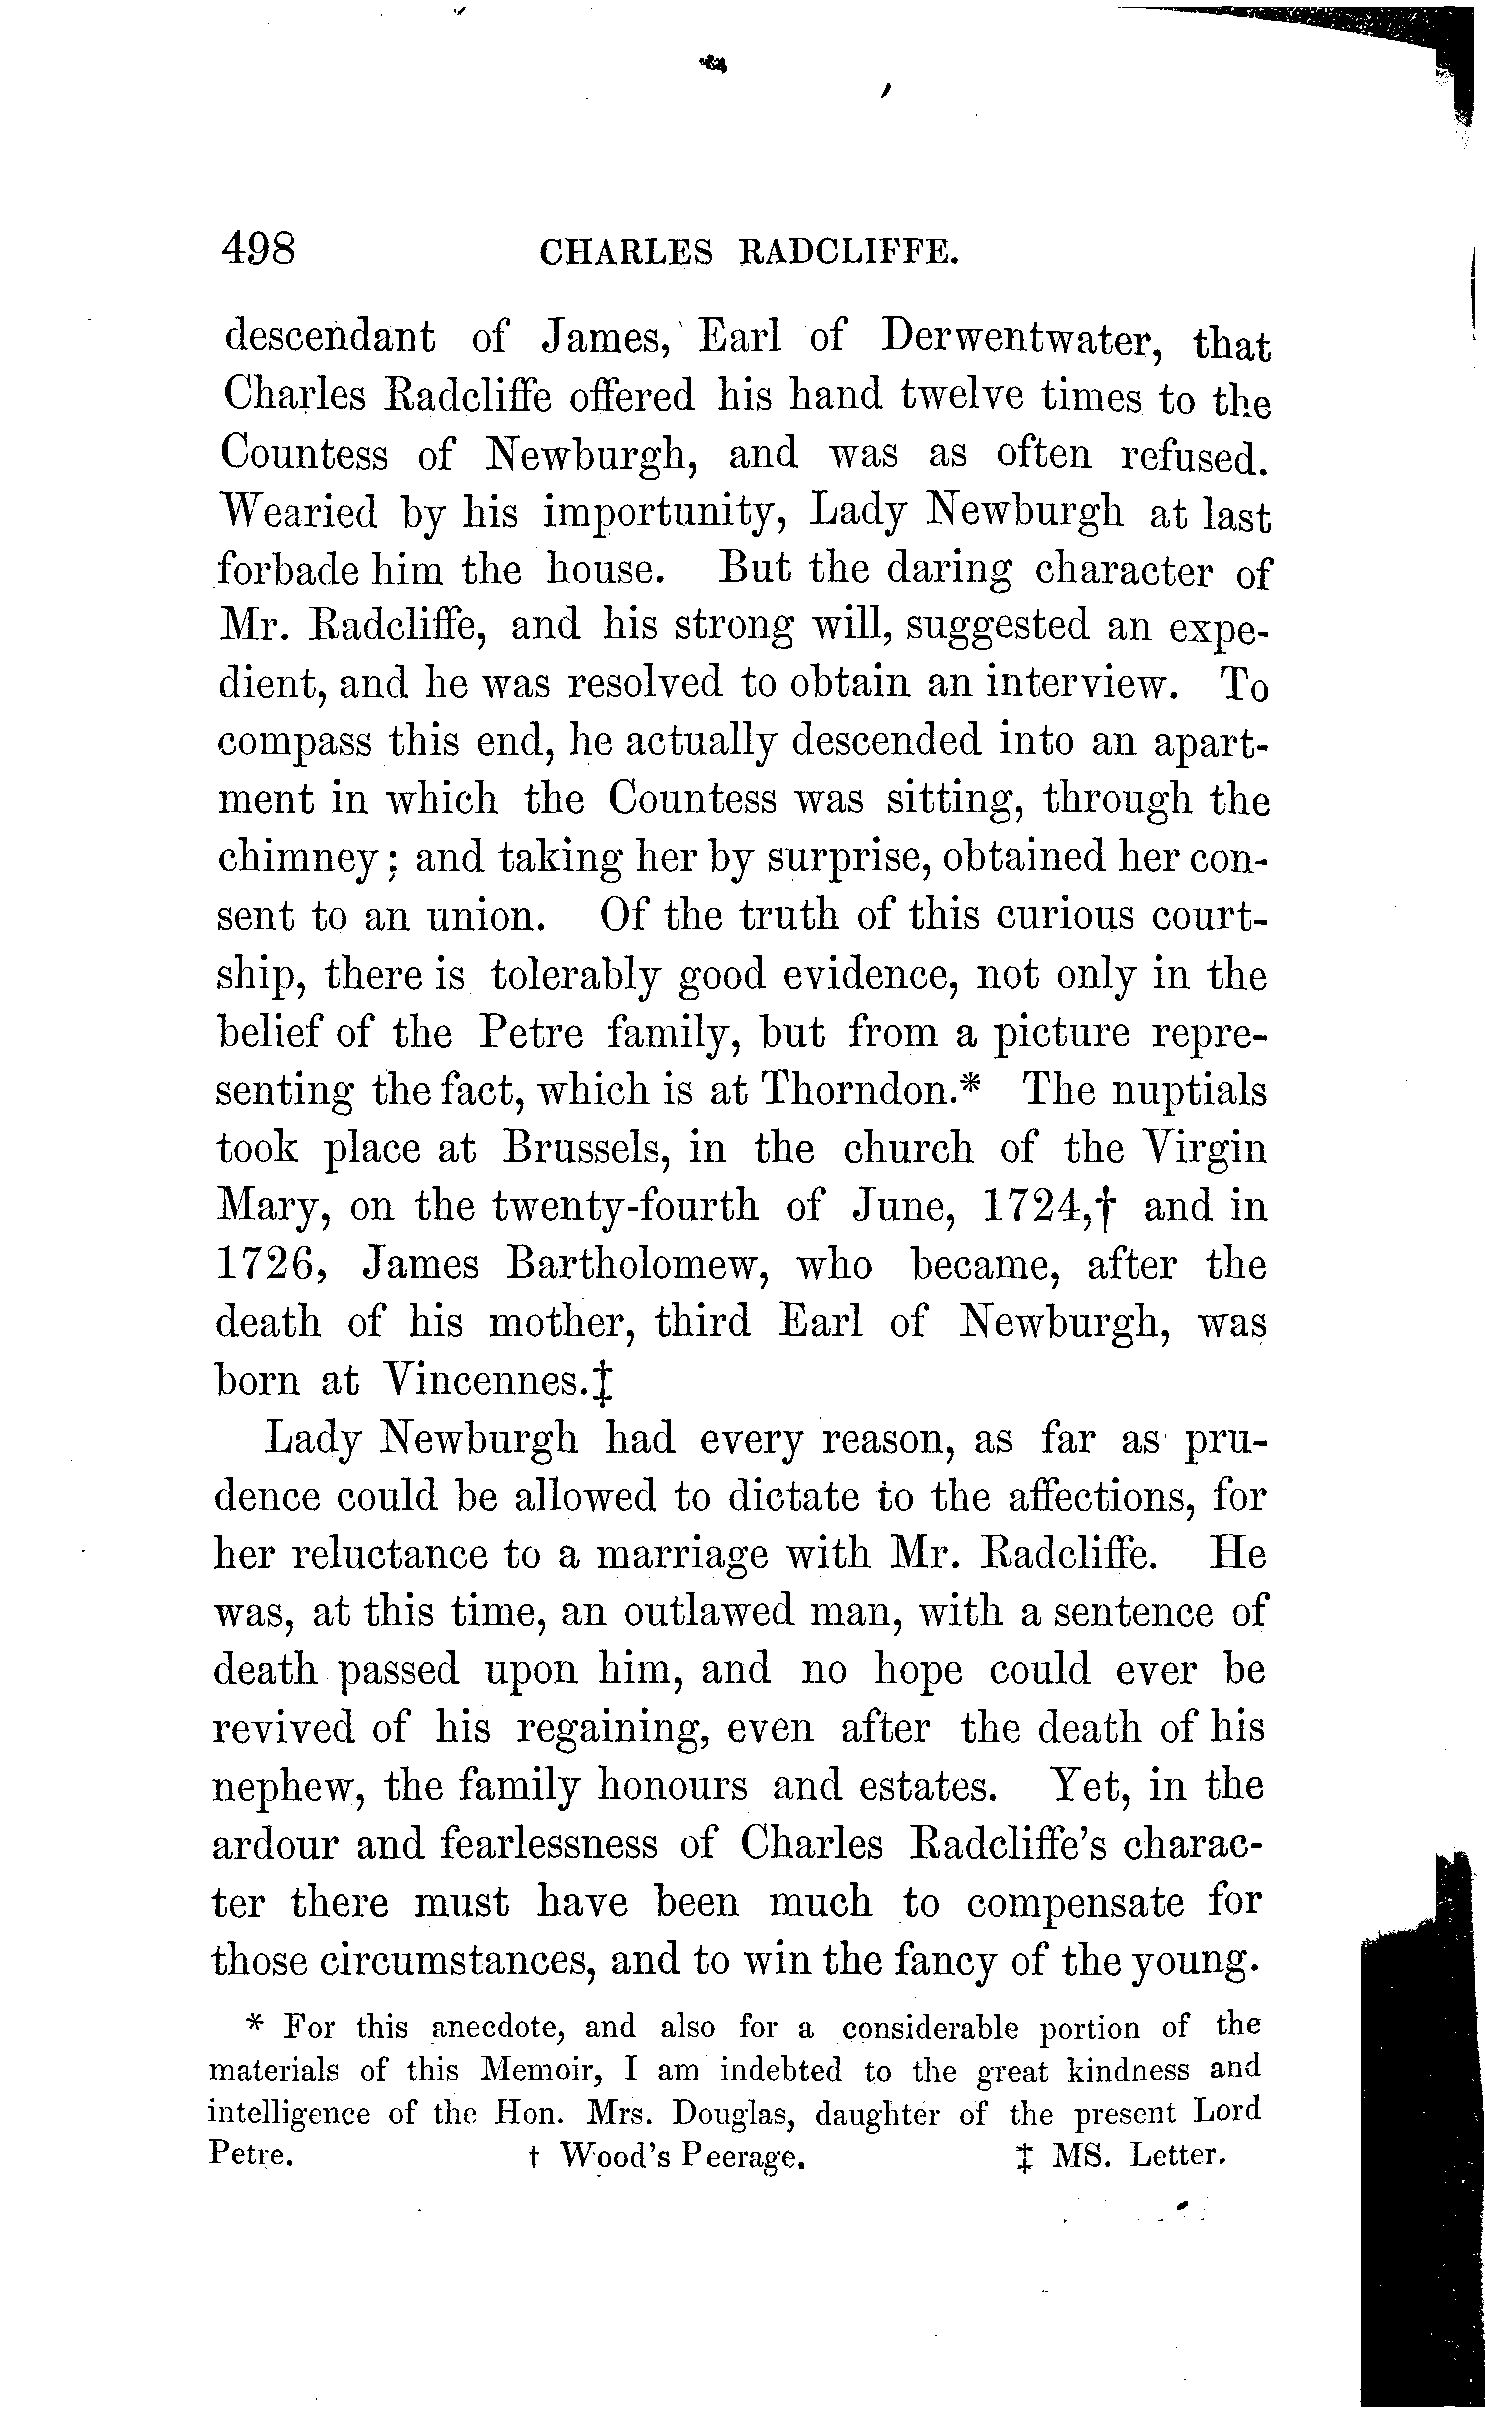 498 CHARLES RADCLIFFE.
descendant of James, Earl of Derwentwater, that
Charles Radcliffe offered his hand twelve times to the
Countess of Newburgh, and was as often refused.
Wearied by his importunity, Lady Newburgh at last
forbade him the house. But the daring character of
Mr. Radcliffe, and his strong will, suggested an expe-
dient, and he was resolved to obtain an interview. To
compass this end, he actually descended into an apart-
ment in which the Countess was sitting, through the
chimney; and taking her by surprise, obtained her con-
sent to an union. Of the truth of this curious court-
ship, there is tolerably good evidence, not only in the
belief of the Petre family, but from a picture repre-
senting the fact, which is at Thorndon.* The nuptials
took place at Brussels, in the church of the Virgin
Mary, on the twenty-fourth of June, 1724,† and in
1726, James Bartholomew, who became, after the
death of his mother, third Earl of Newburgh, was
born at Vincennes.‡
Lady Newburgh had every reason, as far as pru-
dence could be allowed to dictate to the affections, for
her reluctance to a marriage with Mr. Radcliffe. He
was, at this time, an outlawed man, with a sentence of
death passed upon him, and no hope could ever be
revived of his regaining, even after the death of his
nephew, the family honours and estates. Yet, in the
ardour and fearlessness of Charles Radcliffe's charac-
ter there must have been much to compensate for
those circumstances, and to win the fancy of the young.
* For this anecdote, and also for a considerable portion of the
materials of this Memoir, I am indebted to the great kindness and
intelligence of the Hon. Mrs. Douglas, daughter of the present Lord
Petre. † Wood's Peerage. ‡ MS. Letter.